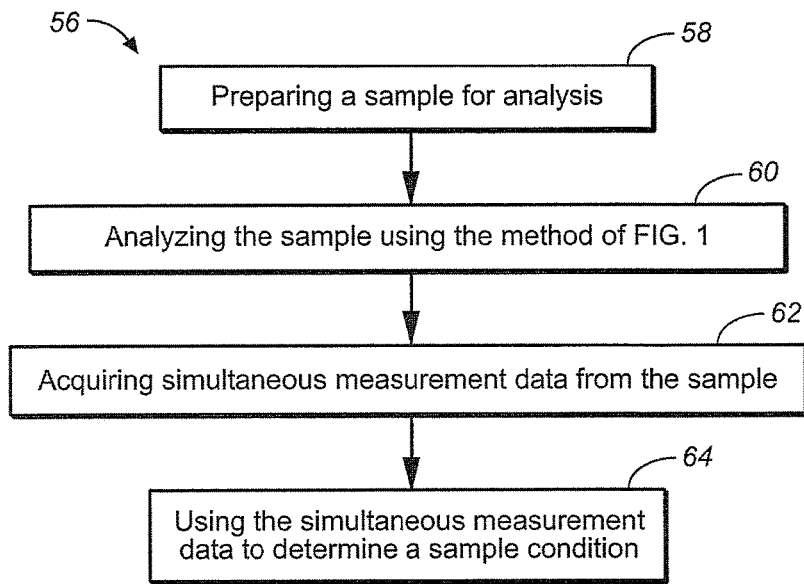 56
58
Preparing a sample for analysis
60
Analyzing the sample using the method of FIG. 1
62
Acquiring simultaneous measurement data from the sample
64
Using the simultaneous measurement
data to determine a sample condition